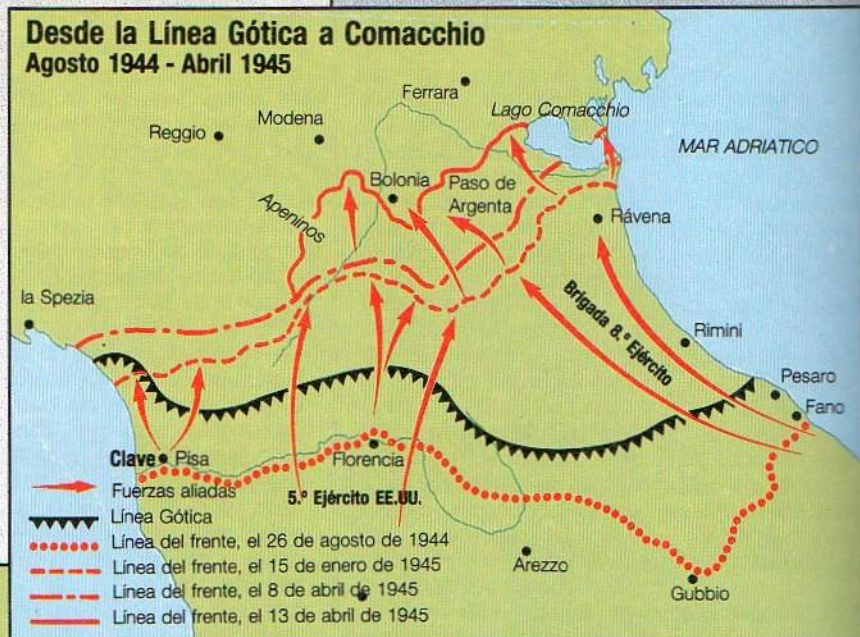 Desde la Línea Gótica a Comacchio
Agosto 1944 - Abril 1945
Ferrara
Lago Comacchio
Modena
Reggio
MAR ADRIATICO
Bolonia
Paso de
Argenta
Apeninos
Rávena
la Spezia
Brigada 8.º Ejército
Rimini
Pesaro
Fano
Clave
Pisa
Florencia
Fuerzas aliadas
5.º Ejército EE.UU.
Línea Gótica
Línea del frente, el 26 de agosto de 1944
Línea del frente, el 15 de enero de 1945
Arezzo
Línea del frente, el 8 de abril de 1945
Gubbio
Línea del frente, el 13 de abril de 1945